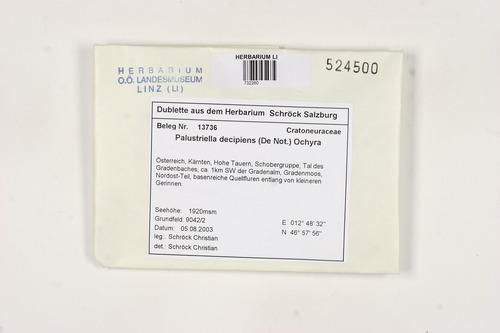 HERBARIUM
O.Ö. LANDESMUSEUM
LINZ (LI)
HERBARIUM LI
732260
524500
Dublette aus dem Herbarium Schröck Salzburg
Beleg Nr. 13736 Cratoneuraceae
Palustriella decipiens (De Not.) Ochyra
Österreich, Kärnten, Hohe Tauern, Schobergruppe, Tal des
Gradenbaches, ca. 1km SW der Gradenalm, Gradenmoos,
Nordost-Teil, basenreiche Quellfluren entlang von kleineren
Gerinnen.
Seehöhe: 1920msm
Grundfeld: 9042/2
Datum: 05.08.2003
leg.: Schröck Christian
det.: Schröck Christian
E 012° 48' 32"
N 46° 57' 56"